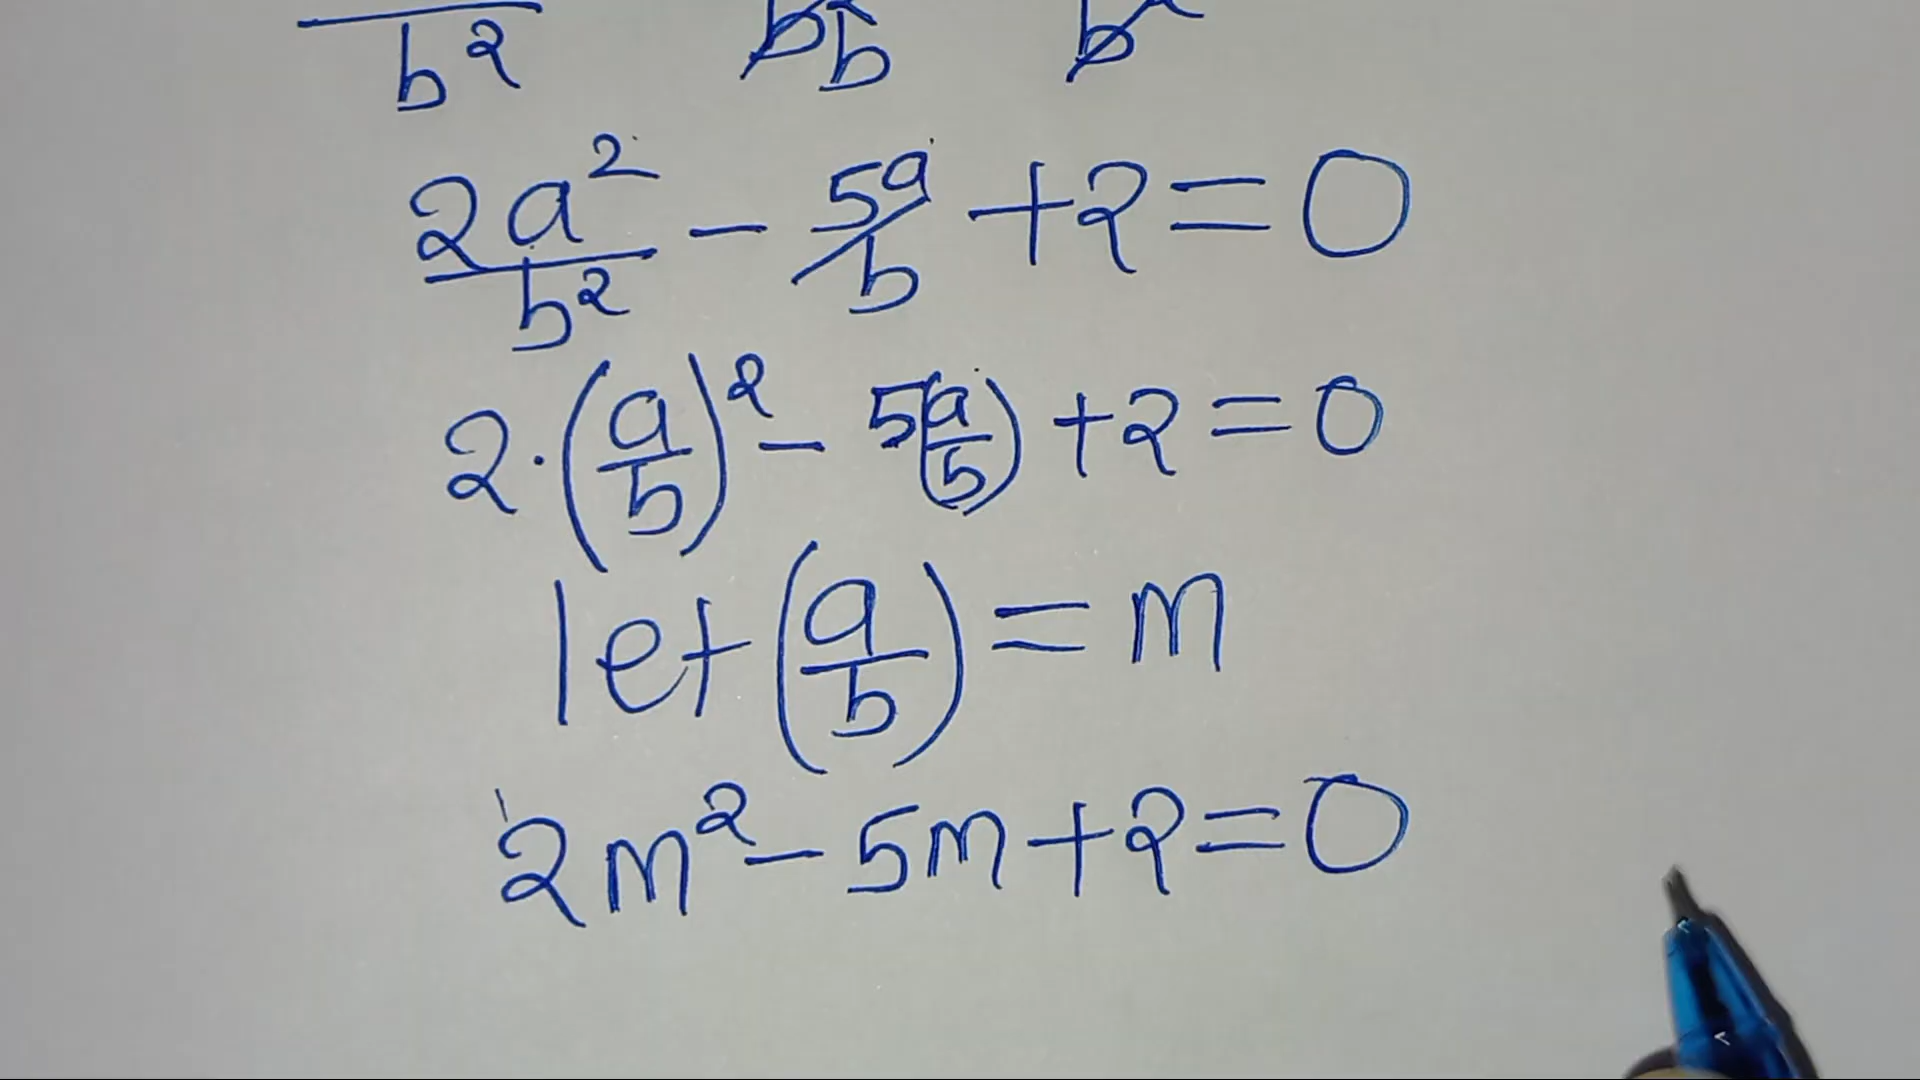 b² b b b
2a²/b² - 5a/b + 2 = 0
2·(a/b)² - 5(a/b) + 2 = 0
let (a/b) = m
2m² - 5m + 2 = 0